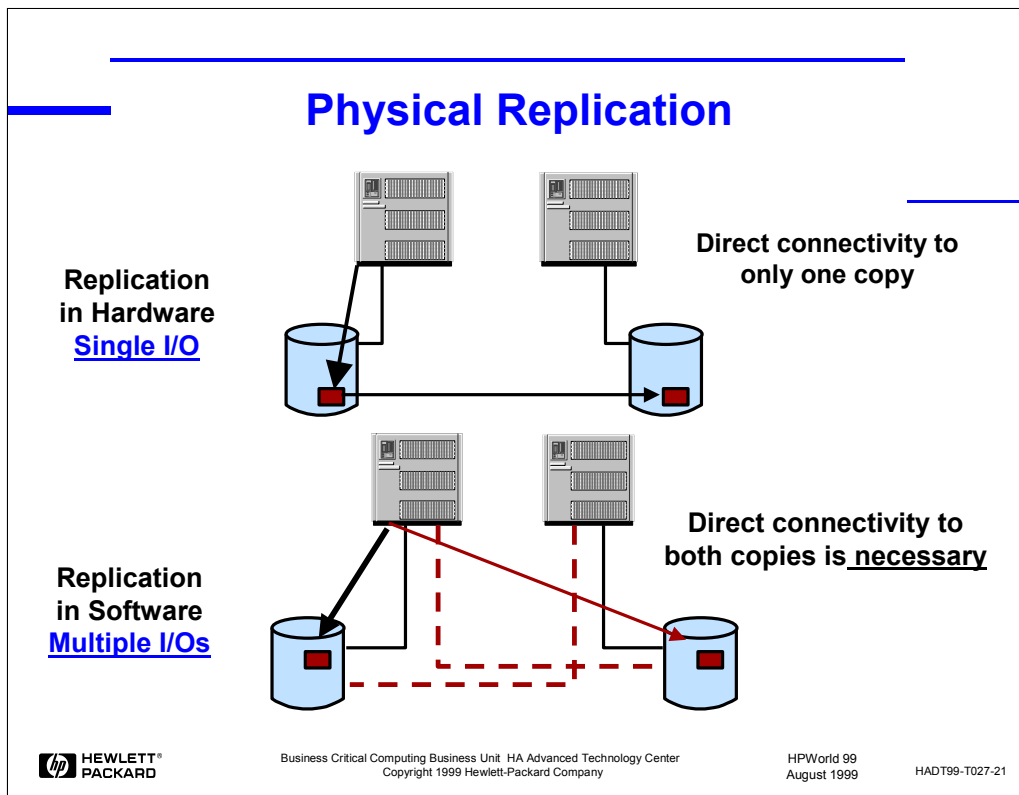 Physical Replication
Direct connectivity to
only one copy
Replication
in Hardware
Single I/O
Direct connectivity to
both copies is necessary
Replication
in Software
Multiple I/Os
hp HEWLETT®
PACKARD
Business Critical Computing Business Unit HA Advanced Technology Center
Copyright 1999 Hewlett-Packard Company
HPWorld 99
August 1999
HADT99-T027-21